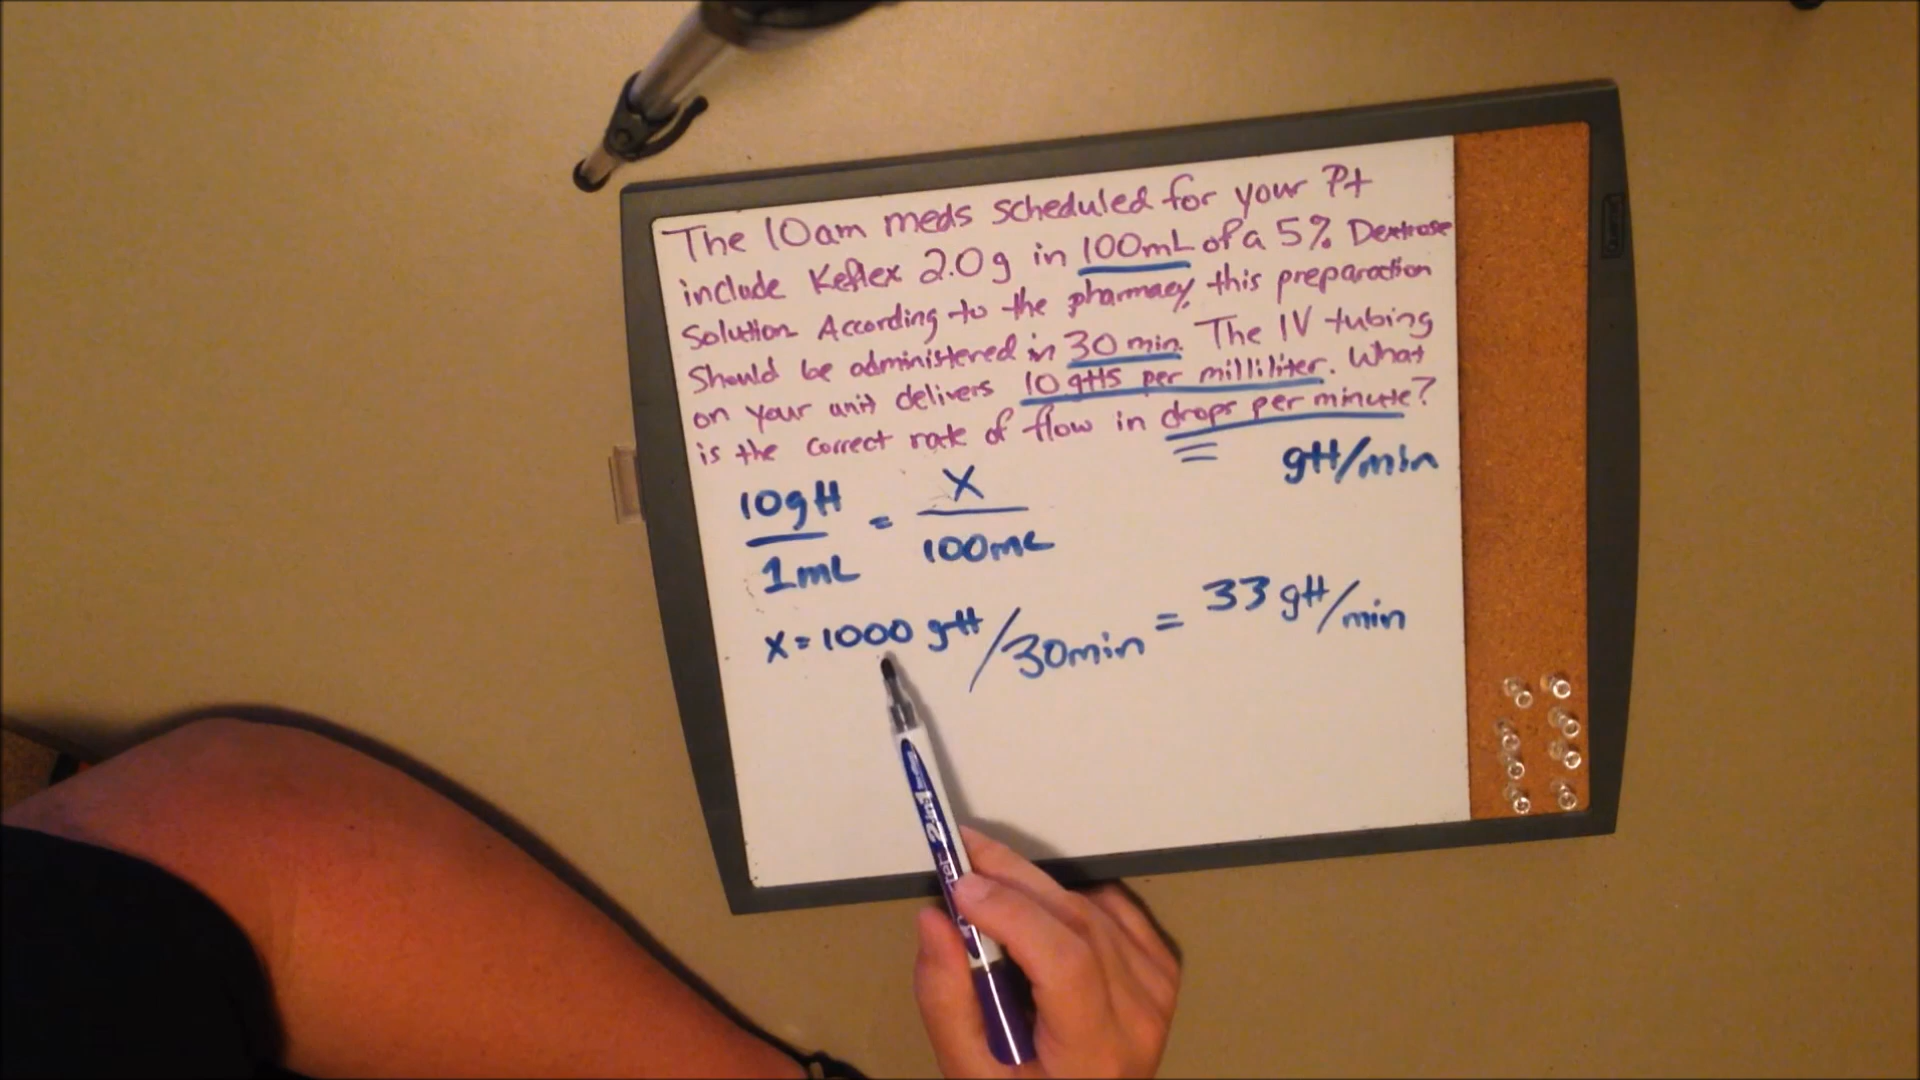 The 10am meds scheduled for your Pt
include Keflex 2.0g in 100mL of a 5% Dextrose
Solution According to the pharmacy, this preparation
Should be administered in 30 min. The IV tubing
on your unit delivers 10 gtts per milliliter. What
is the correct rate of flow in drops per minute?
gtt/min
10gtt
1mL
=
X
100mL
X=1000 gtt/30min = 33 gtt/min